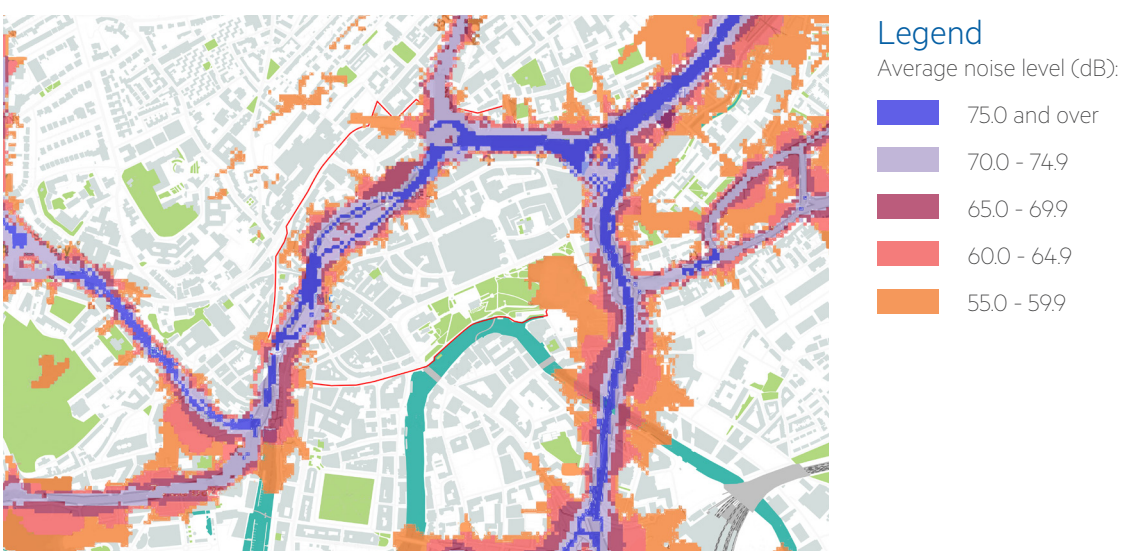 Legend
Average noise level (dB):
75.0 and over
70.0 - 74.9
65.0 - 69.9
60.0 - 64.9
55.0 - 59.9